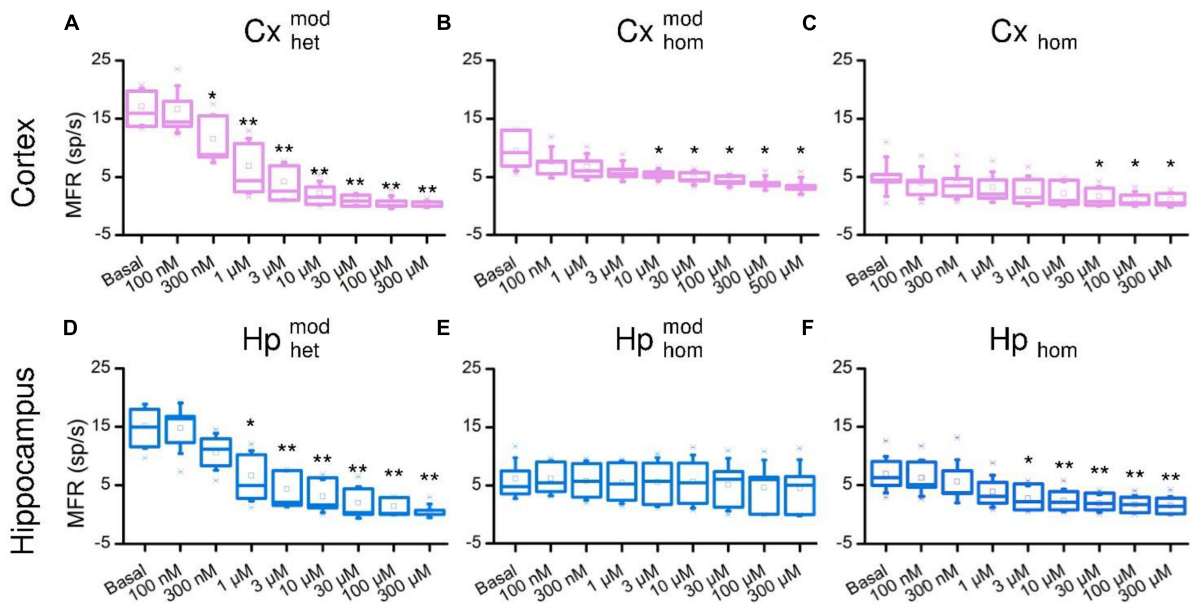 A Cx mod het
B Cx mod hom
C Cx hom
Cortex
MFR (sp/s)
25
15
5
-5
* ** ** ** ** ** **
Basal 100 nM 300 nM 1 µM 3 µM 10 µM 30 µM 100 µM 300 µM
25
15
5
-5
* * * * *
Basal 100 nM 1 µM 3 µM 10 µM 30 µM 100 µM 300 µM 500 µM
25
15
5
-5
* * *
Basal 100 nM 300 nM 1 µM 3 µM 10 µM 30 µM 100 µM 300 µM
D Hp mod het
E Hp mod hom
F Hp hom
Hippocampus
MFR (sp/s)
25
15
5
-5
* ** ** ** ** **
Basal 100 nM 300 nM 1 µM 3 µM 10 µM 30 µM 100 µM 300 µM
25
15
5
-5
Basal 100 nM 300 nM 1 µM 3 µM 10 µM 30 µM 100 µM 300 µM
25
15
5
-5
* ** ** ** **
Basal 100 nM 300 nM 1 µM 3 µM 10 µM 30 µM 100 µM 300 µM